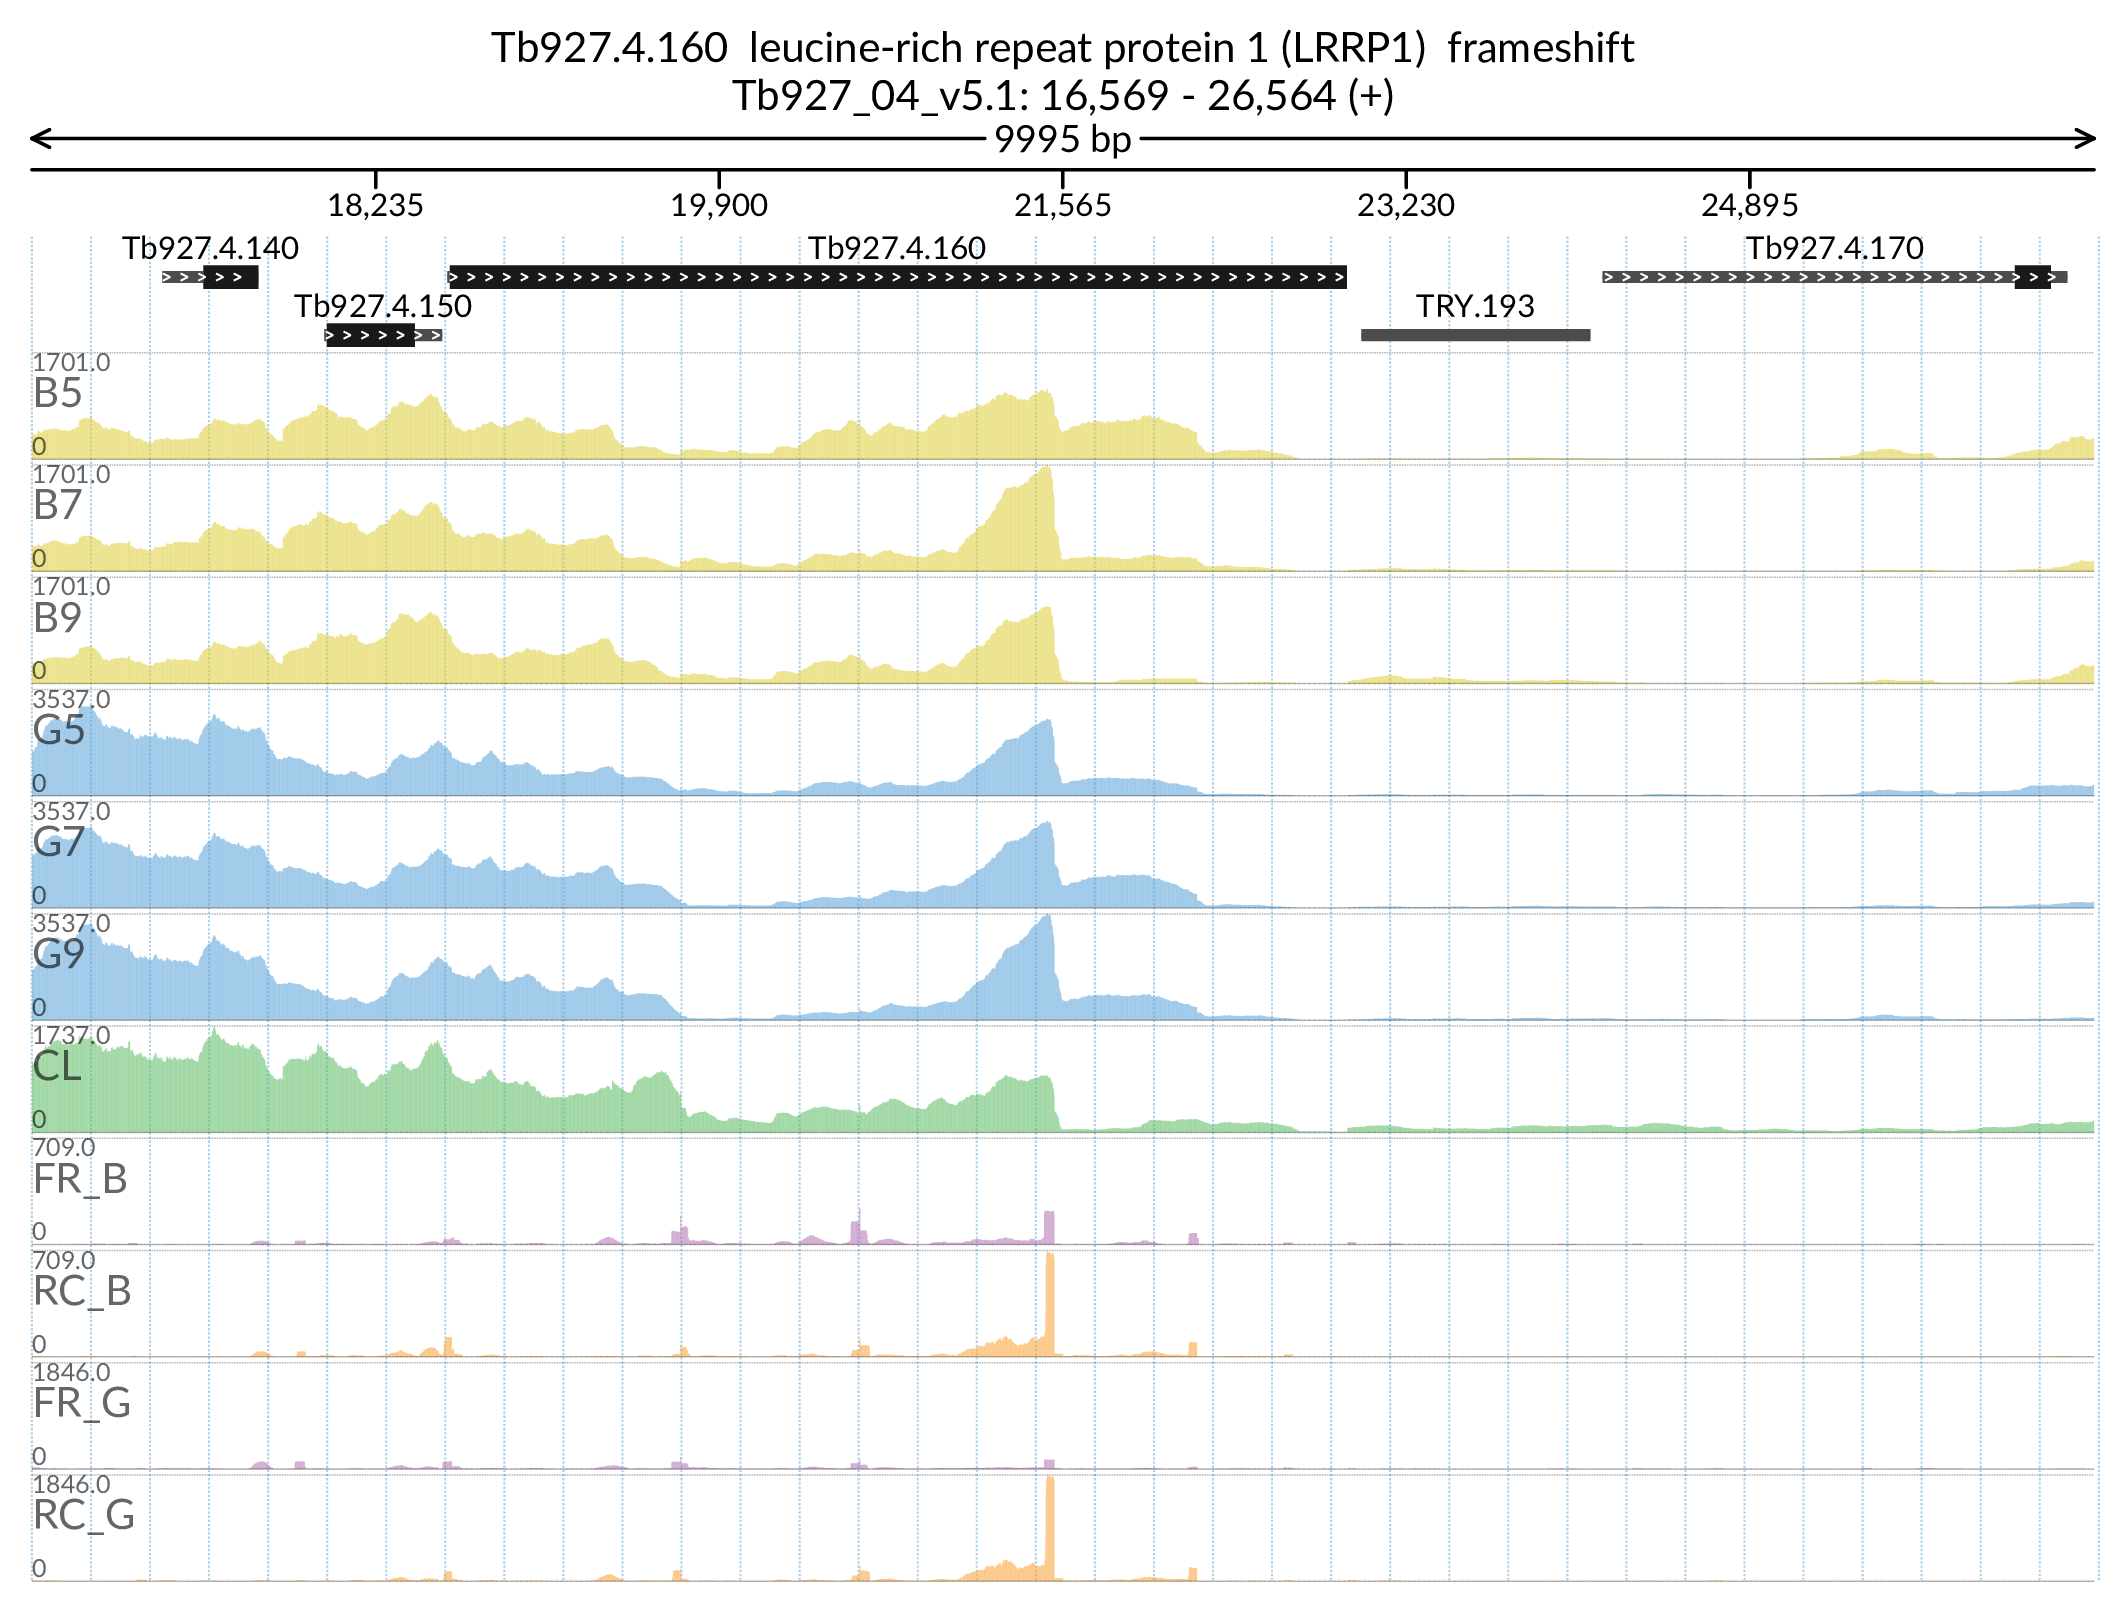 Tb927.4.160  leucine-rich repeat protein 1 (LRRP1)  frameshift
Tb927_04_v5.1: 16,569 - 26,564 (+)
9995 bp
18,235 19,900 21,565 23,230 24,895
Tb927.4.140 Tb927.4.160 Tb927.4.170
Tb927.4.150 TRY.193
1701.0
B5
0
1701.0
B7
0
1701.0
B9
0
3537.0
G5
0
3537.0
G7
0
3537.0
G9
0
1737.0
CL
0
709.0
FR_B
0
709.0
RC_B
0
1846.0
FR_G
0
1846.0
RC_G
0